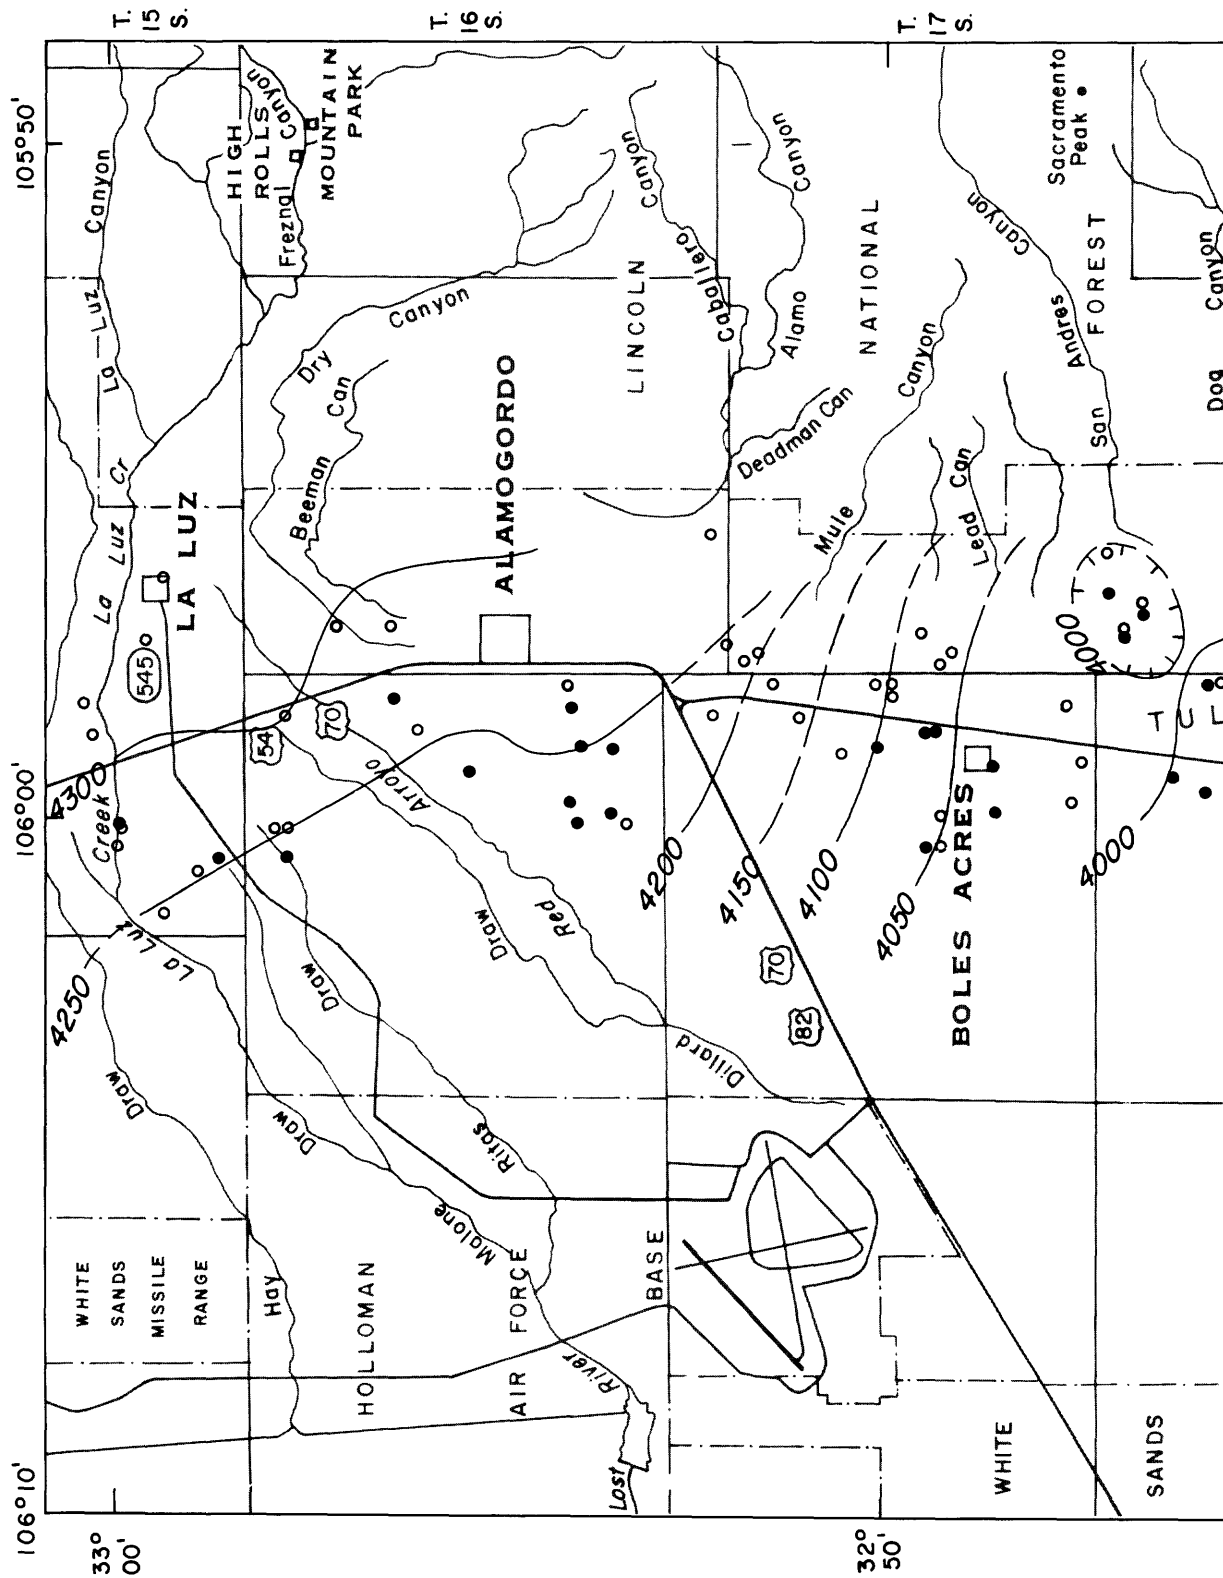 106°10'
106°00'
105°50'
33°
00'
32°
50'
T.
15
S.
T.
16
S.
T.
17
S.
WHITE
SANDS
MISSILE
RANGE
HOLLOMAN
AIR FORCE
BASE
WHITE
SANDS
Hay
Draw
Draw
Malone
Draw
Ritas
Lost
River
La Luz
Creek
La Luz Cr
La Luz Canyon
LA LUZ
545
54
70
HIGH
ROLLS
MOUNTAIN
PARK
Freznal Canyon
Dry Canyon
Beeman Can
ALAMOGORDO
Dillard
Draw
Red
Arroyo
70
82
LINCOLN
NATIONAL
FOREST
Caballero Canyon
Alamo Canyon
Deadman Can
Mule Canyon
Lead Can
San Andres Canyon
Dog Canyon
Sacramento
Peak
BOLES ACRES
TUL
4300
4250
4200
4150
4100
4050
4000
4000